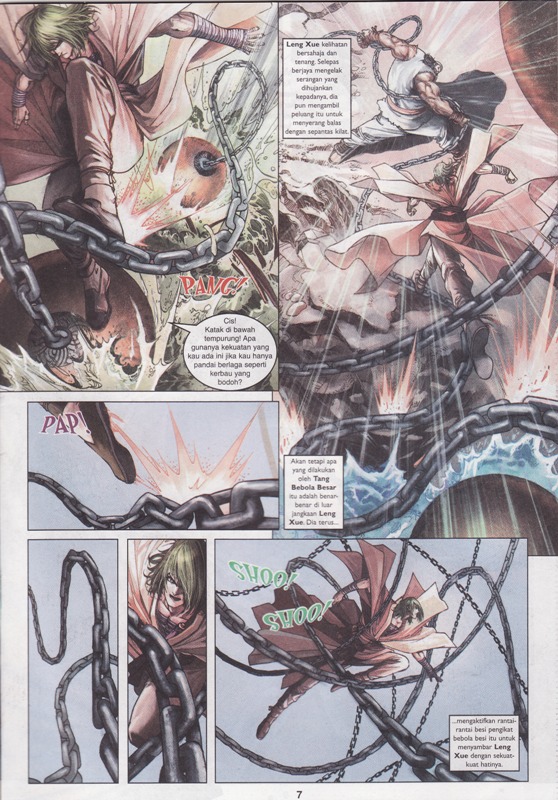 Leng Xue kelihatan
bersahaja dan
tenang. Selepas
berjaya mengelak
serangan yang
dihujankan
kepadanya, dia
pun mengambil
peluang itu untuk
menyerang balas
dengan sepantas kilat.
PANG!
Cis!
Katak di bawah
tempurung! Apa
gunanya kekuatan yang
kau ada ini jika kau hanya
pandai berlaga seperti
kerbau yang
bodoh?
PAP!
Akan tetapi apa
yang dilakukan
oleh Tang
Bebola Besar
itu adalah benar-
benar di luar
jangkaan Leng
Xue. Dia terus...
SHOO!
SHOO!
...mengaktifkan rantai-
rantai besi pengikat
bebola besi itu untuk
menyambar Leng
Xue dengan sekuat-
kuat hatinya.
7